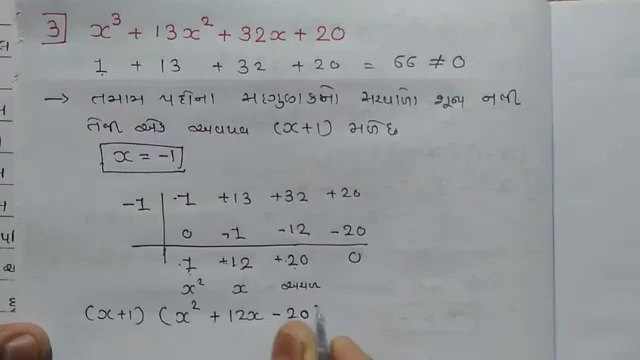 3 x³ + 13x² + 32x + 20
1 + 13 + 32 + 20 = 66 ≠ 0
→ તમામ પદોના સહગુણકોનો સરવાળો શૂન્ય નથી
તેથી એક અવયવ (x+1) મળે છે
x = -1
-1 1 +13 +32 +20
0 -1 -12 -20
1 +12 +20 0
x² x અચળ
(x+1) (x² + 12x - 20